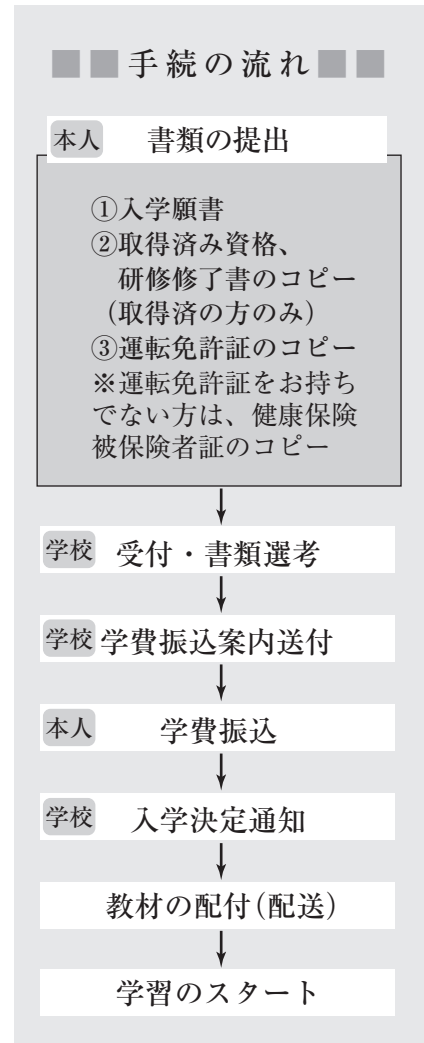 手続の流れ
本人 書類の提出
①入学願書
②取得済み資格、
研修修了書のコピー
(取得済の方のみ)
③運転免許証のコピー
※運転免許証をお持ち
でない方は、健康保険
被保険者証のコピー
学校 受付・書類選考
学校 学費振込案内送付
本人 学費振込
学校 入学決定通知
教材の配付(配送)
学習のスタート